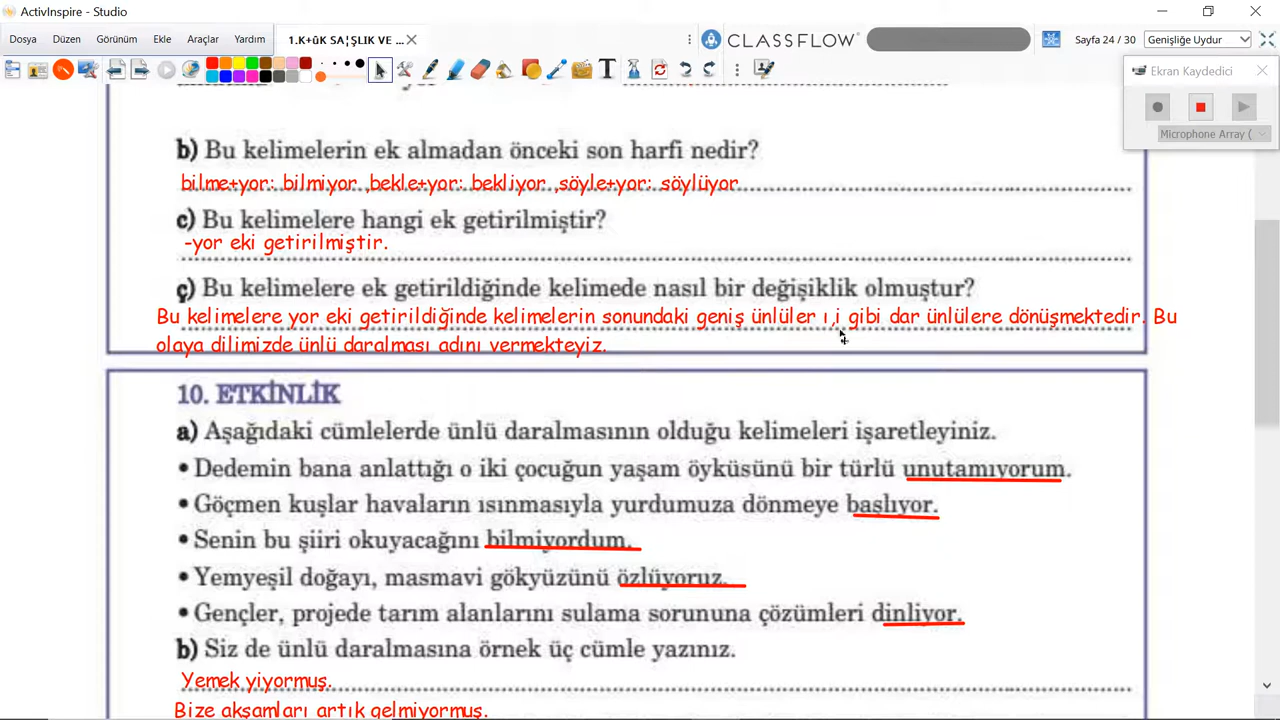 ActivInspire - Studio
Dosya Düzen Görünüm Ekle Araçlar Yardım 1.K+ûK SA¦ŞLIK VE ... CLASSFLOW Sayfa 24 / 30 Genişliğe Uydur
Ekran Kaydedici
Microphone Array (
b) Bu kelimelerin ek almadan önceki son harfi nedir?
bilme+yor: bilmiyor ,bekle+yor: bekliyor ,söyle+yor: söylüyor
c) Bu kelimelere hangi ek getirilmiştir?
-yor eki getirilmiştir.
ç) Bu kelimelere ek getirildiğinde kelimede nasıl bir değişiklik olmuştur?
Bu kelimelere yor eki getirildiğinde kelimelerin sonundaki geniş ünlüler ı,i gibi dar ünlülere dönüşmektedir. Bu
olaya dilimizde ünlü daralması adını vermekteyiz.
10. ETKİNLİK
a) Aşağıdaki cümlelerde ünlü daralmasının olduğu kelimeleri işaretleyiniz.
• Dedemin bana anlattığı o iki çocuğun yaşam öyküsünü bir türlü unutamıyorum.
• Göçmen kuşlar havaların ısınmasıyla yurdumuza dönmeye başlıyor.
• Senin bu şiiri okuyacağını bilmiyordum.
• Yemyeşil doğayı, masmavi gökyüzünü özlüyoruz.
• Gençler, projede tarım alanlarını sulama sorununa çözümleri dinliyor.
b) Siz de ünlü daralmasına örnek üç cümle yazınız.
Yemek yiyormuş.
Bize akşamları artık gelmiyormuş.